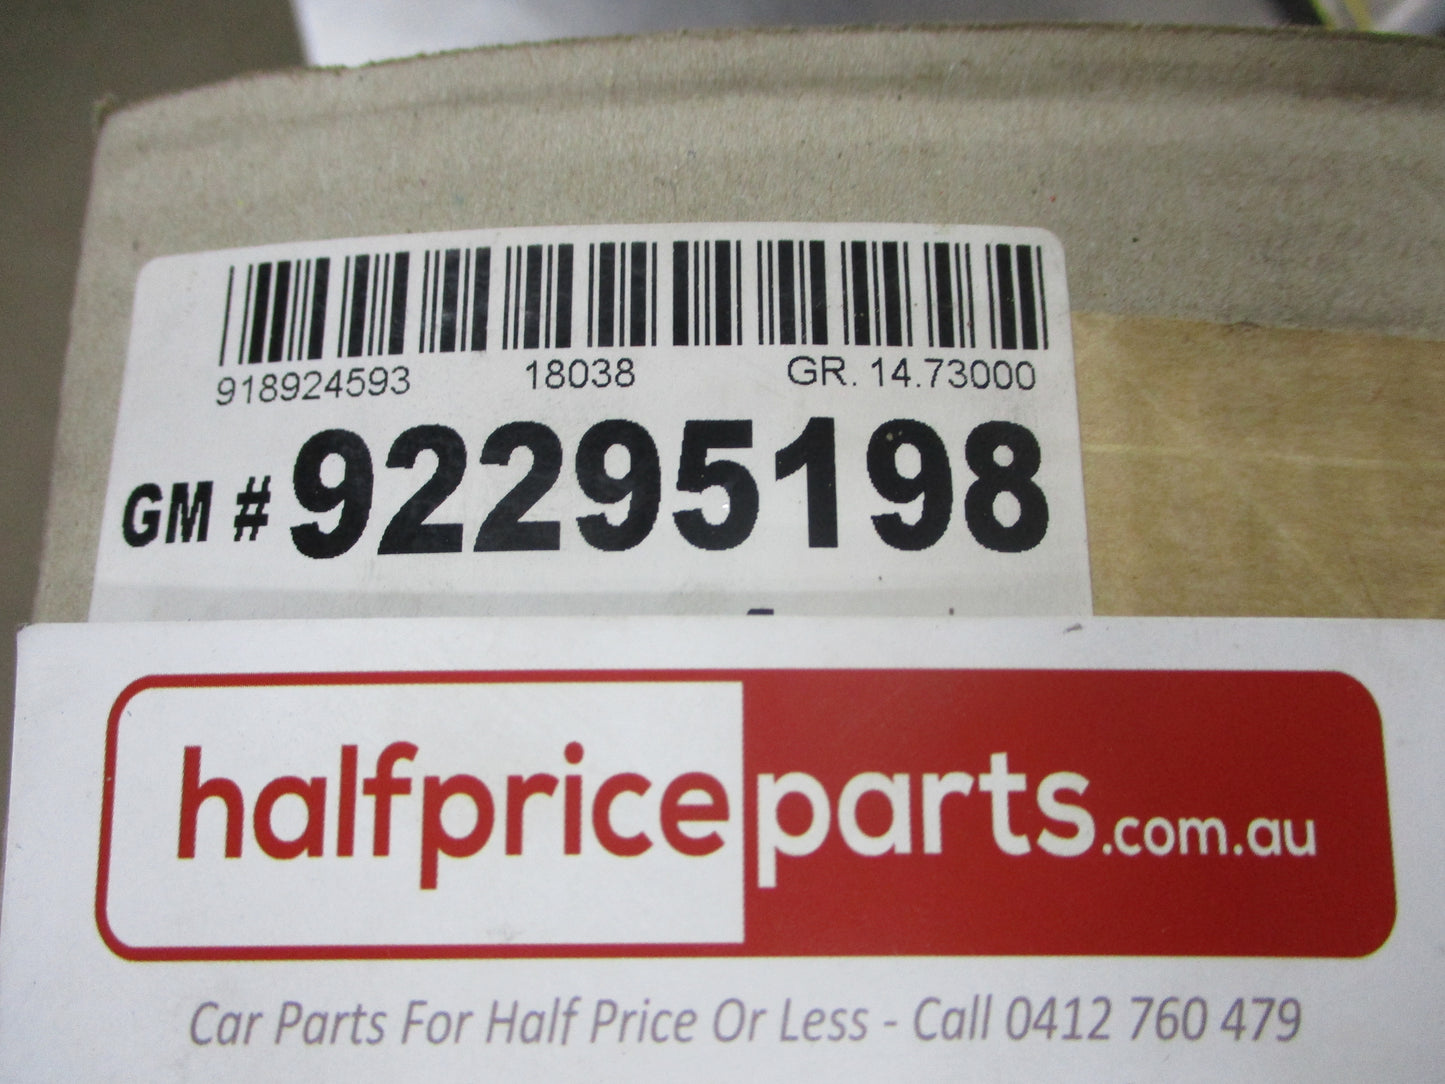 918924593 18038 GR. 14.73000
GM # 92295198
halfpriceparts.com.au
Car Parts For Half Price Or Less - Call 0412 760 479